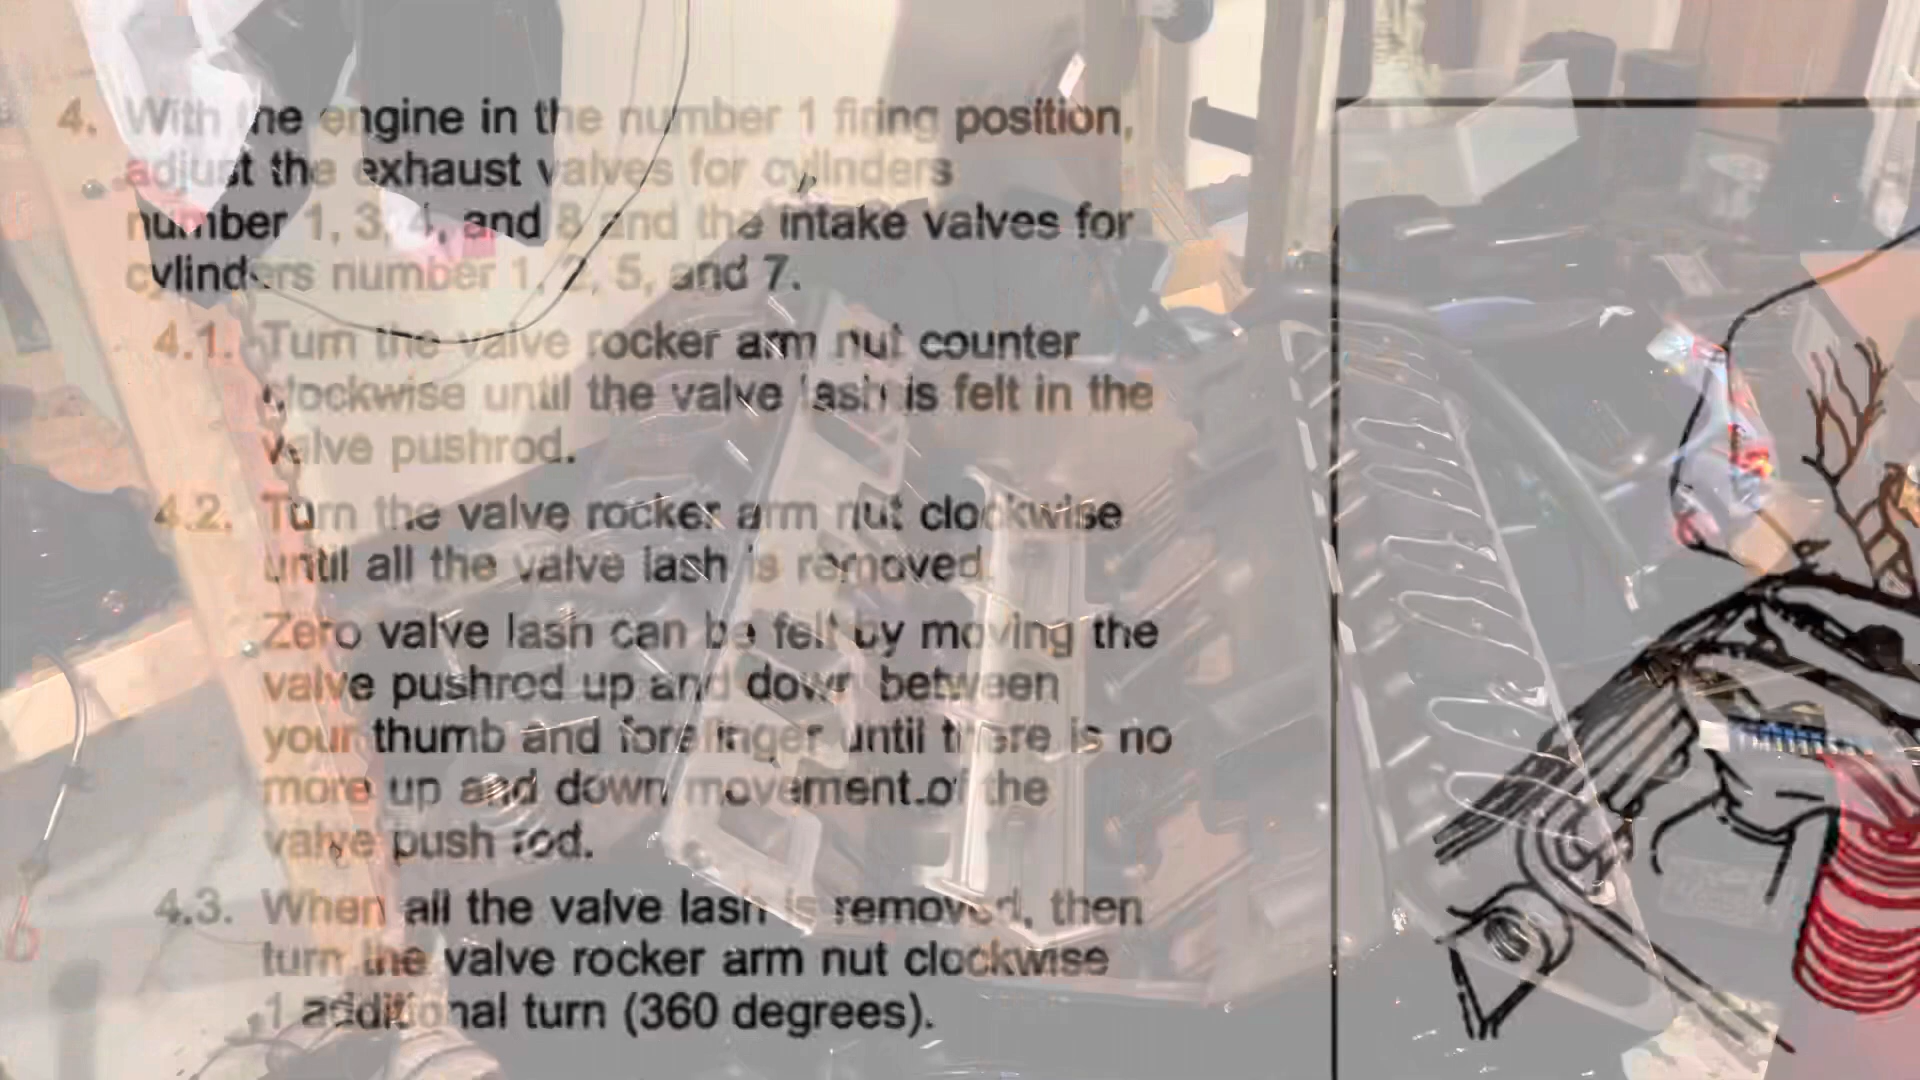 4. With the engine in the number 1 firing position,
adjust the exhaust valves for cylinders
number 1, 3, 4, and 8 and the intake valves for
cylinders number 1, 2, 5, and 7.
4.1. Turn the valve rocker arm nut counter
clockwise until the valve lash is felt in the
valve pushrod.
4.2. Turn the valve rocker arm nut clockwise
until all the valve lash is removed.
Zero valve lash can be felt by moving the
valve pushrod up and down between
your thumb and forefinger until there is no
more up and down movement of the
valve push rod.
4.3. When all the valve lash is removed, then
turn the valve rocker arm nut clockwise
1 additional turn (360 degrees).